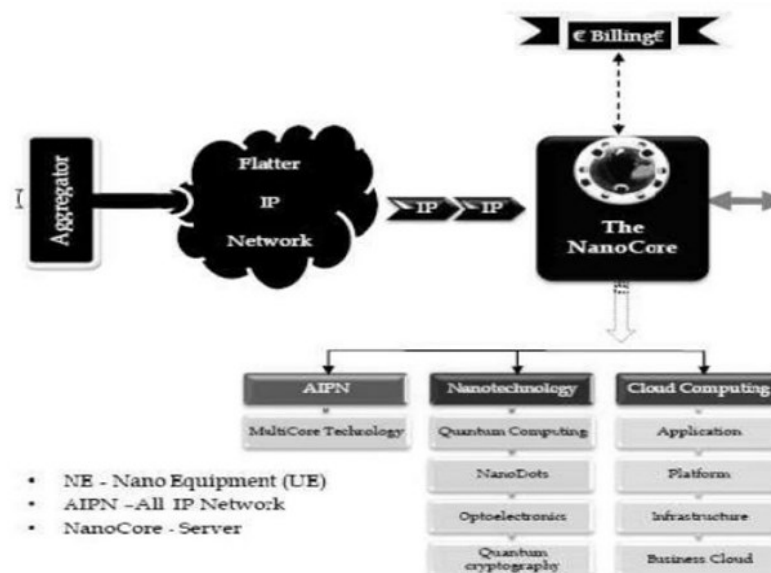 € Billing€
Aggregator
Flatter
IP
Network
IP IP
The
NanoCore
AIPN Nanotechnology Cloud Computing
MultiCore Technology Quantum Computing Application
NanoDots Platform
Optoelectronics Infrastructure
Quantum
cryptography Business Cloud
• NE - Nano Equipment (UE)
• AIPN –All IP Network
• NanoCore - Server